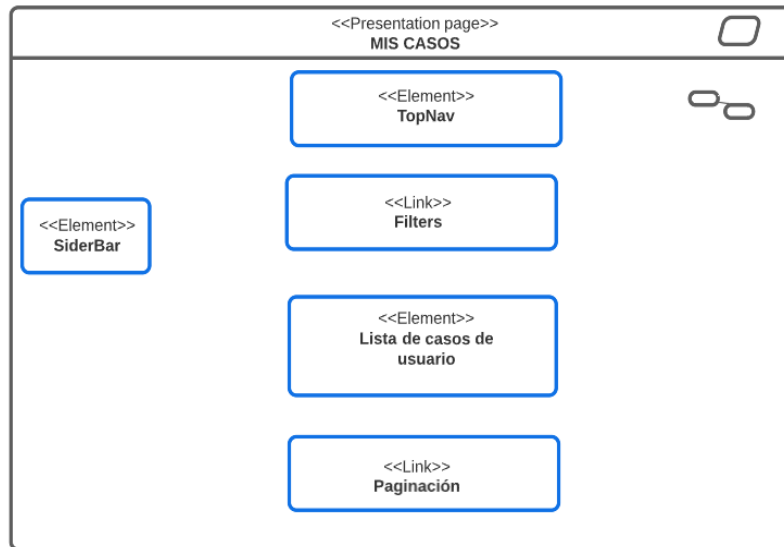 <<Presentation page>>
MIS CASOS
<<Element>>
TopNav
<<Link>>
Filters
<<Element>>
SiderBar
<<Element>>
Lista de casos de
usuario
<<Link>>
Paginación